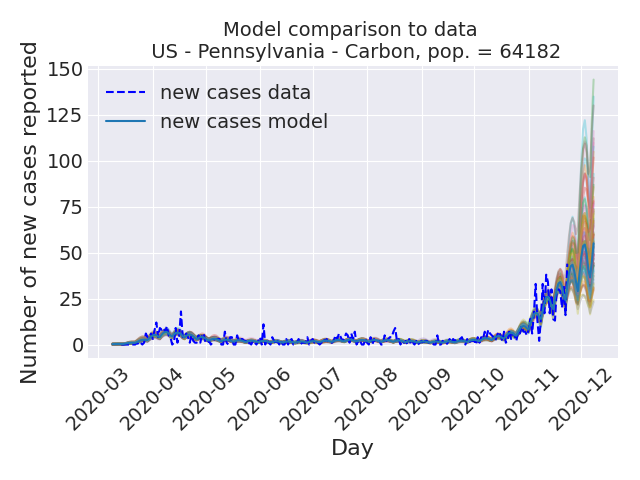 Model comparison to data
US - Pennsylvania - Carbon, pop. = 64182
Number of new cases reported
150
125
100
75
50
25
0
new cases data
new cases model
2020-03
2020-04
2020-05
2020-06
2020-07
2020-08
2020-09
2020-10
2020-11
2020-12
Day